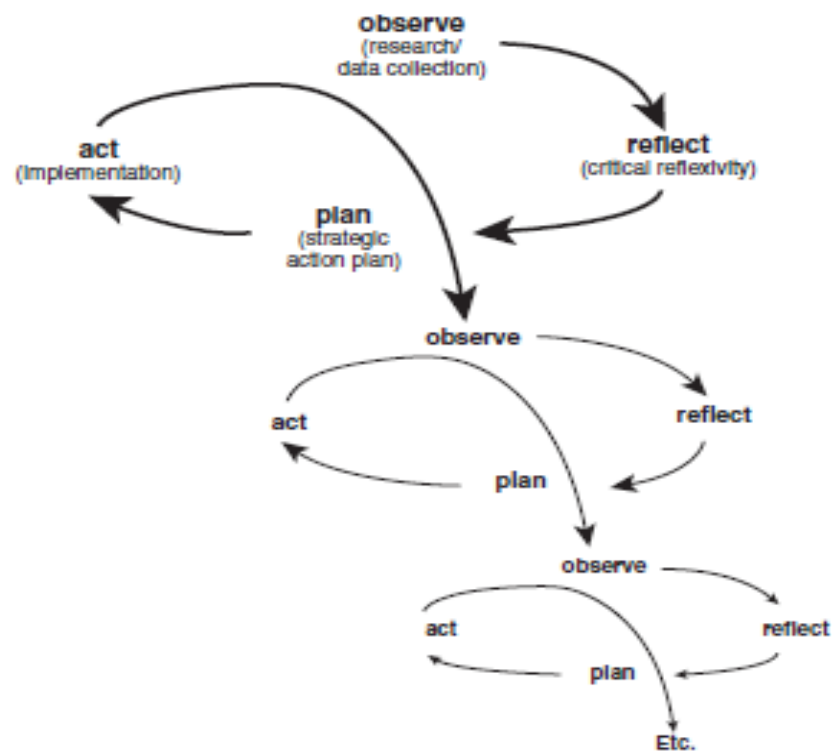 observe
(research/
data collection)
act
(implementation)
reflect
(critical reflexivity)
plan
(strategic
action plan)
observe
act
reflect
plan
observe
act
reflect
plan
Etc.